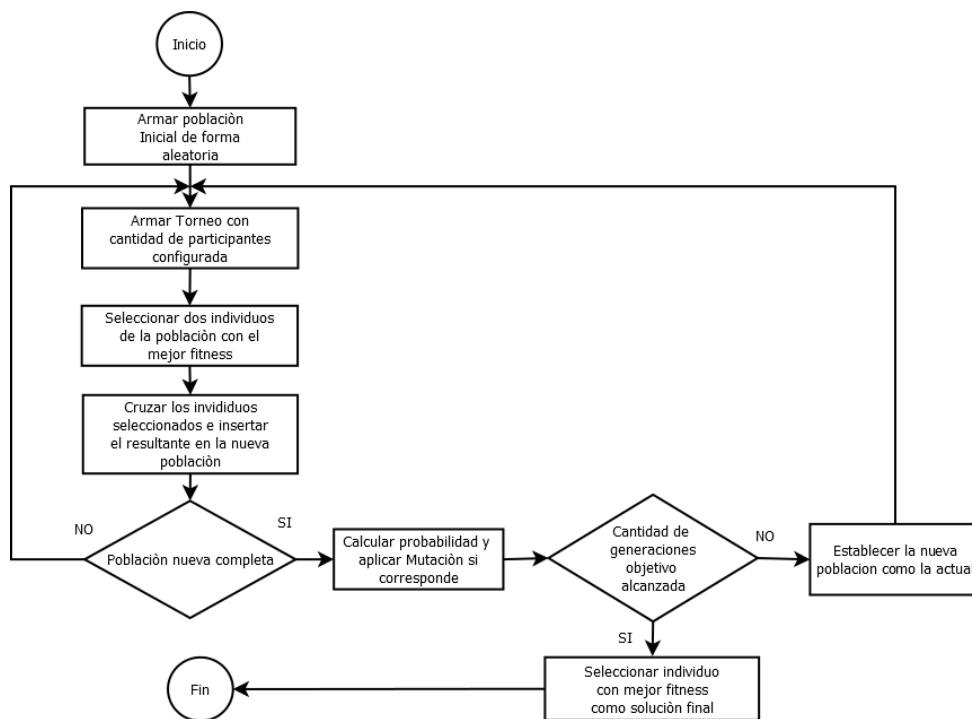 Inicio
Armar poblaciòn
Inicial de forma
aleatoria
Armar Torneo con
cantidad de participantes
configurada
Seleccionar dos individuos
de la poblaciòn con el
mejor fitness
Cruzar los invididuos
seleccionados e insertar
el resultante en la nueva
poblaciòn
NO
SI
Poblaciòn nueva completa
Calcular probabilidad y
aplicar Mutaciòn si
corresponde
Cantidad de
generaciones
objetivo
alcanzada
NO
Establecer la nueva
poblacion como la actual
SI
Seleccionar individuo
con mejor fitness
como soluciòn final
Fin